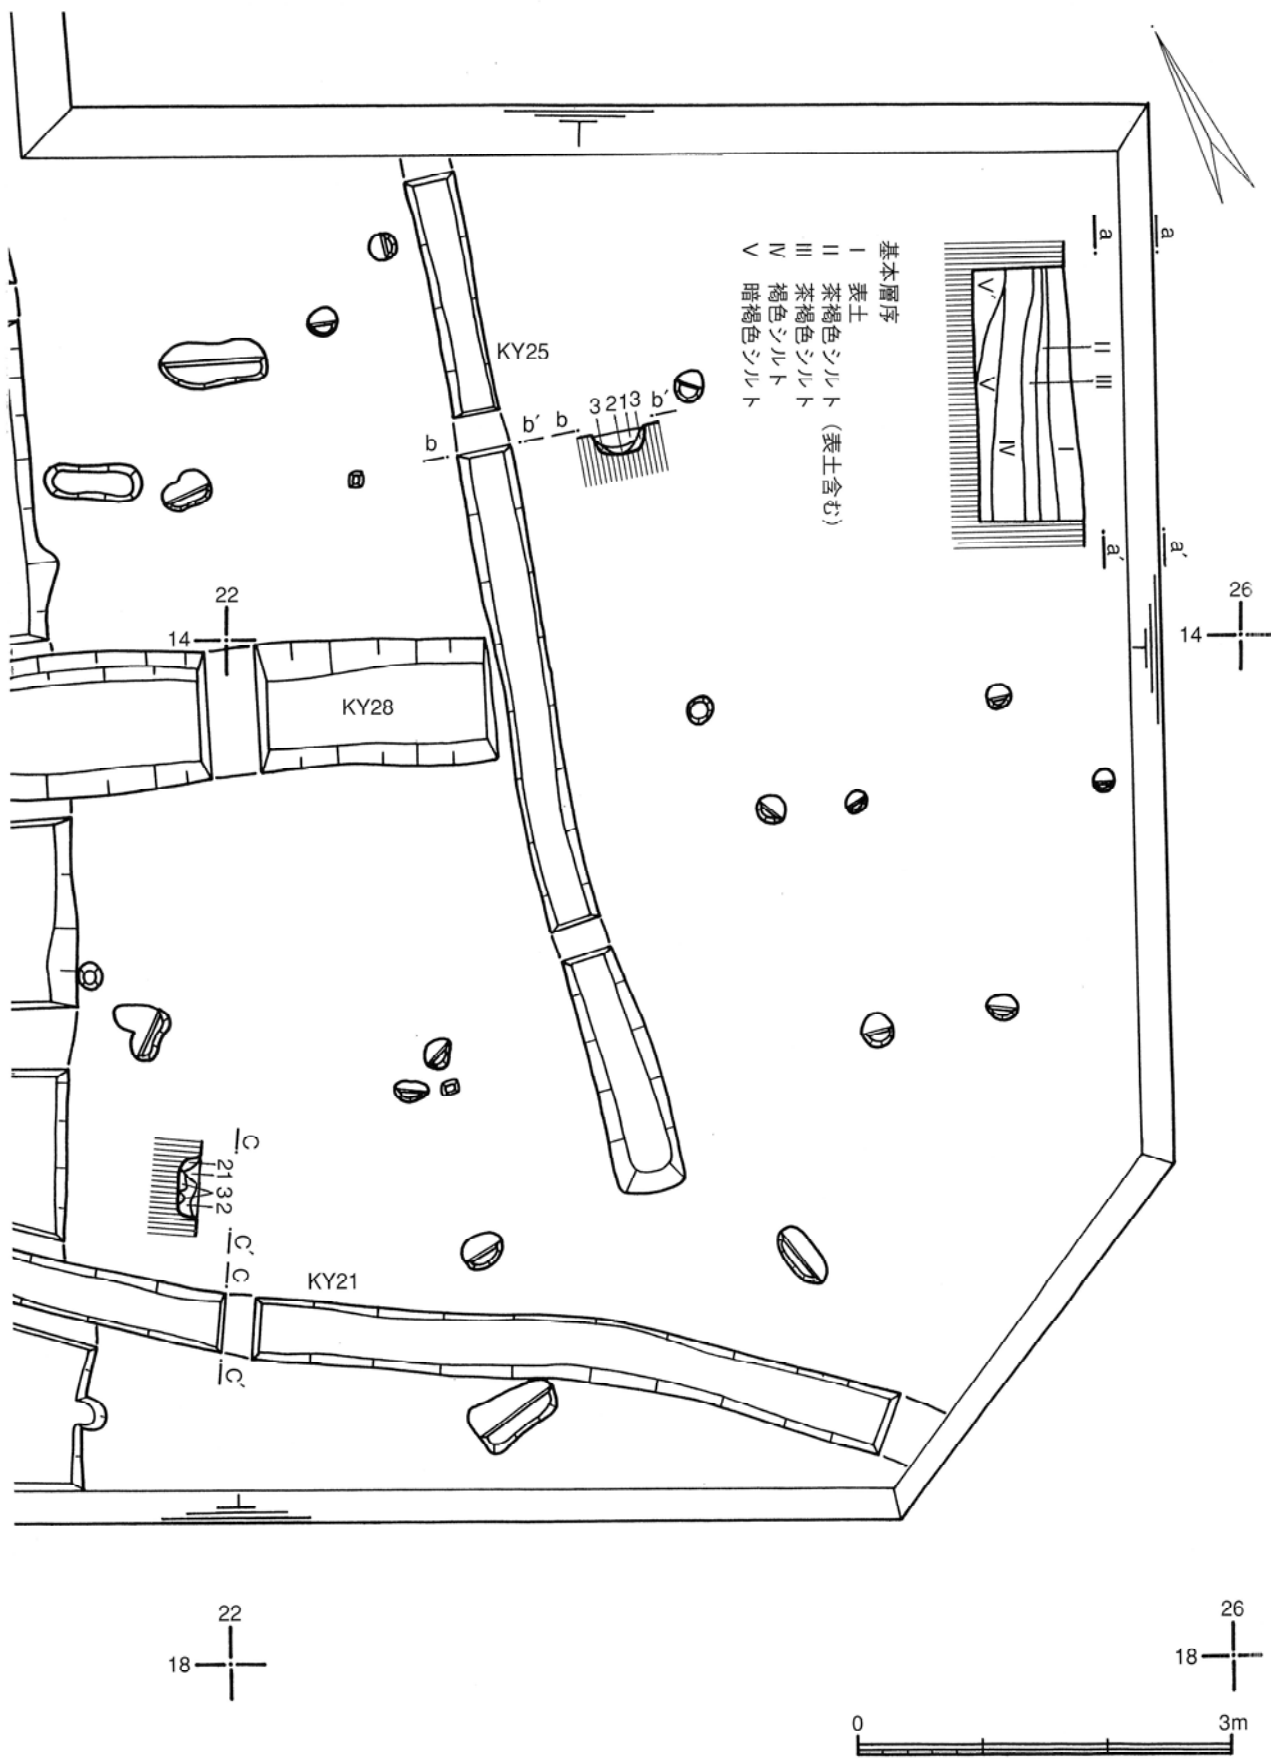 a
a'
a
a'
基本層序
I 表土
II 茶褐色シルト（表土含む）
III 茶褐色シルト
IV 褐色シルト
V 暗褐色シルト
II
III
I
IV
V
V'
KY25
3 2 1 3
b
b'
b
b'
22
14
26
14
KY28
C
2 1 3 2
C'
C
C'
KY21
22
18
26
18
0
3m